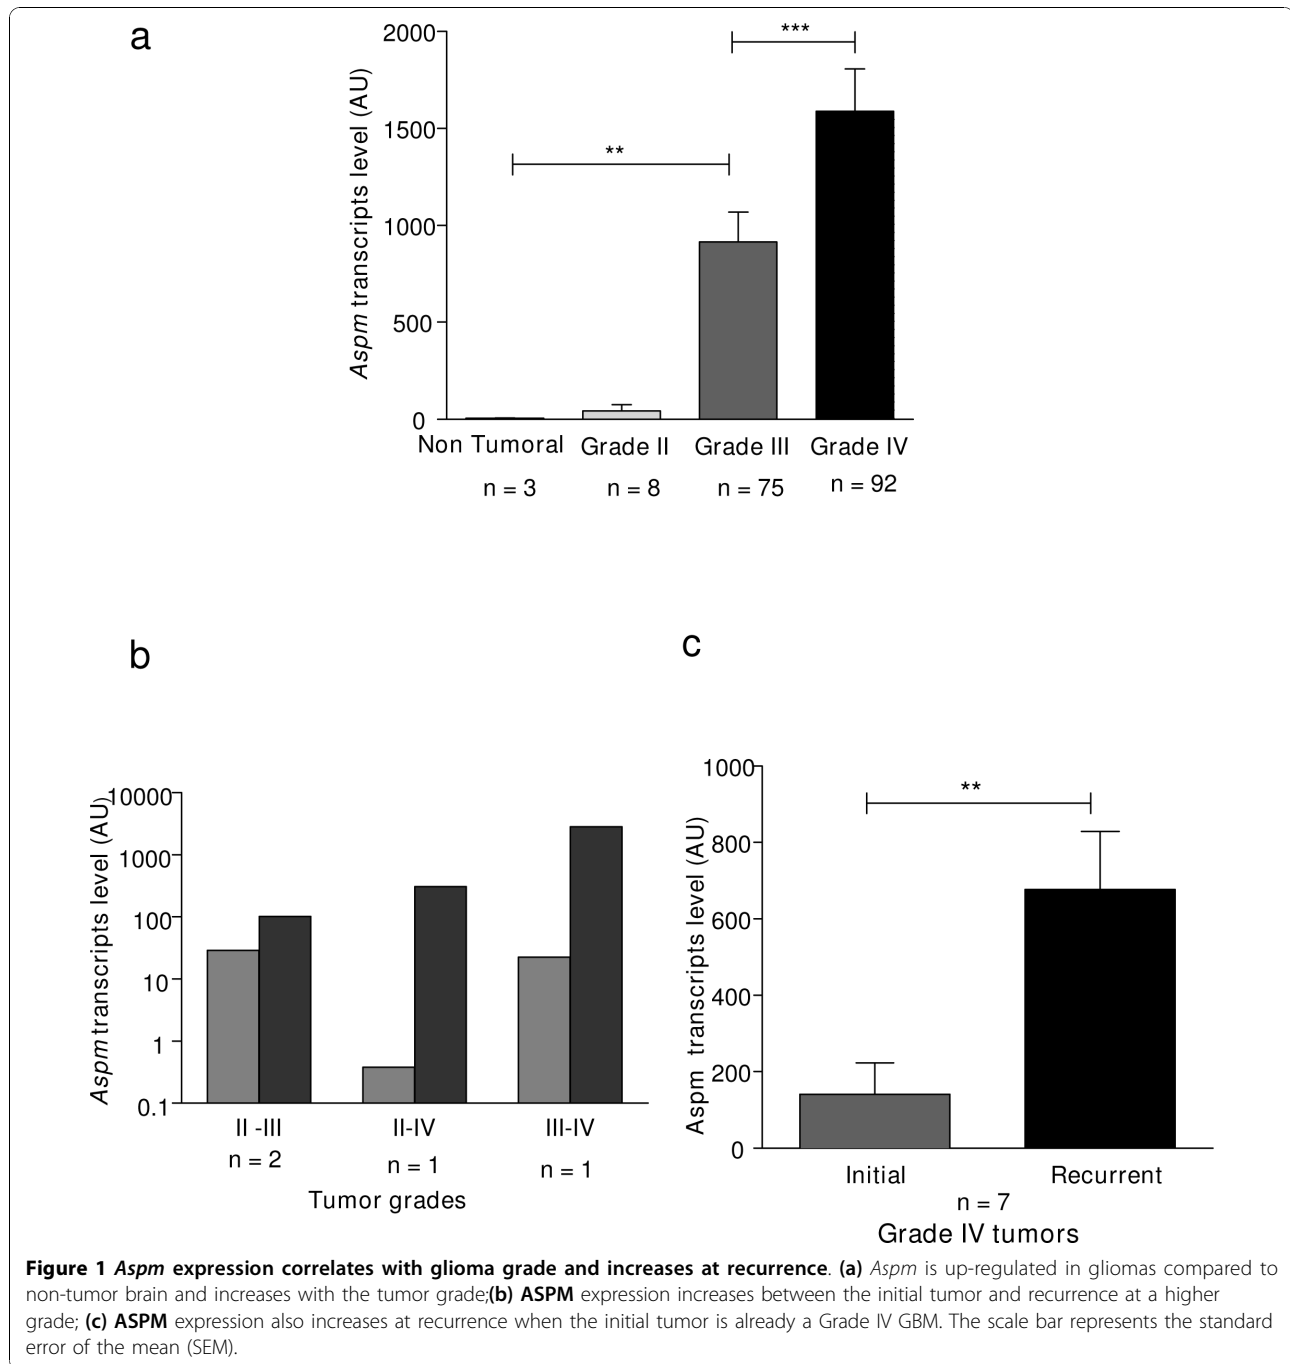 a
2000
1500
1000
500
0
Aspm transcripts level (AU)
***
**
Non Tumoral Grade II Grade III Grade IV
n = 3 n = 8 n = 75 n = 92
b
10000
1000
100
10
1
0.1
Aspm transcripts level (AU)
II -III II-IV III-IV
n = 2 n = 1 n = 1
Tumor grades
c
1000
800
600
400
200
0
Aspm transcripts level (AU)
**
Initial Recurrent
n = 7
Grade IV tumors
Figure 1 Aspm expression correlates with glioma grade and increases at recurrence. (a) Aspm is up-regulated in gliomas compared to
non-tumor brain and increases with the tumor grade;(b) ASPM expression increases between the initial tumor and recurrence at a higher
grade; (c) ASPM expression also increases at recurrence when the initial tumor is already a Grade IV GBM. The scale bar represents the standard
error of the mean (SEM).